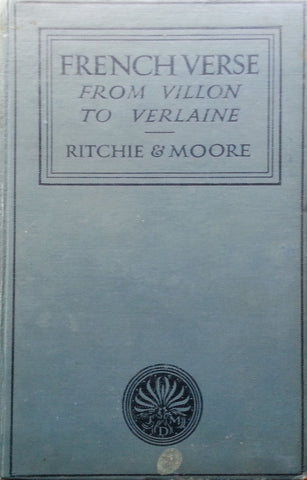 FRENCH VERSE
FROM VILLON
TO VERLAINE
RITCHIE & MOORE